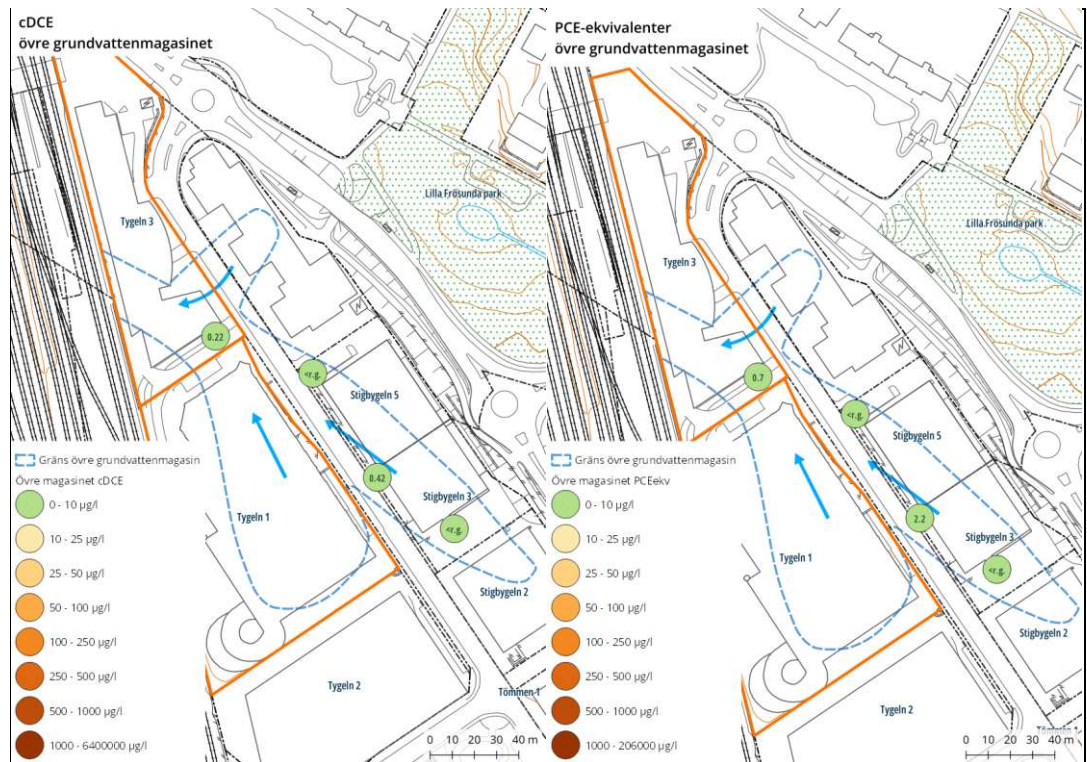 cDCE
övre grundvattenmagasinet
Lilla Frösunda park
Tygeln 3
0.22
<r.g.
Stigbygeln 5
0.42
Stigbygeln 3
<r.g.
Tygeln 1
Stigbygeln 2
Tygeln 2
Tömmen 1
Gräns övre grundvattenmagasin
Övre magasinet cDCE
0 - 10 µg/l
10 - 25 µg/l
25 - 50 µg/l
50 - 100 µg/l
100 - 250 µg/l
250 - 500 µg/l
500 - 1000 µg/l
1000 - 6400000 µg/l
0 10 20 30 40 m
PCE-ekvivalenter
övre grundvattenmagasinet
Lilla Frösunda park
Tygeln 3
0.7
<r.g.
Stigbygeln 5
2.2
Stigbygeln 3
<r.g.
Tygeln 1
Stigbygeln 2
Tygeln 2
Tömmen 1
Gräns övre grundvattenmagasin
Övre magasinet PCEekv
0 - 10 µg/l
10 - 25 µg/l
25 - 50 µg/l
50 - 100 µg/l
100 - 250 µg/l
250 - 500 µg/l
500 - 1000 µg/l
1000 - 206000 µg/l
0 10 20 30 40 m